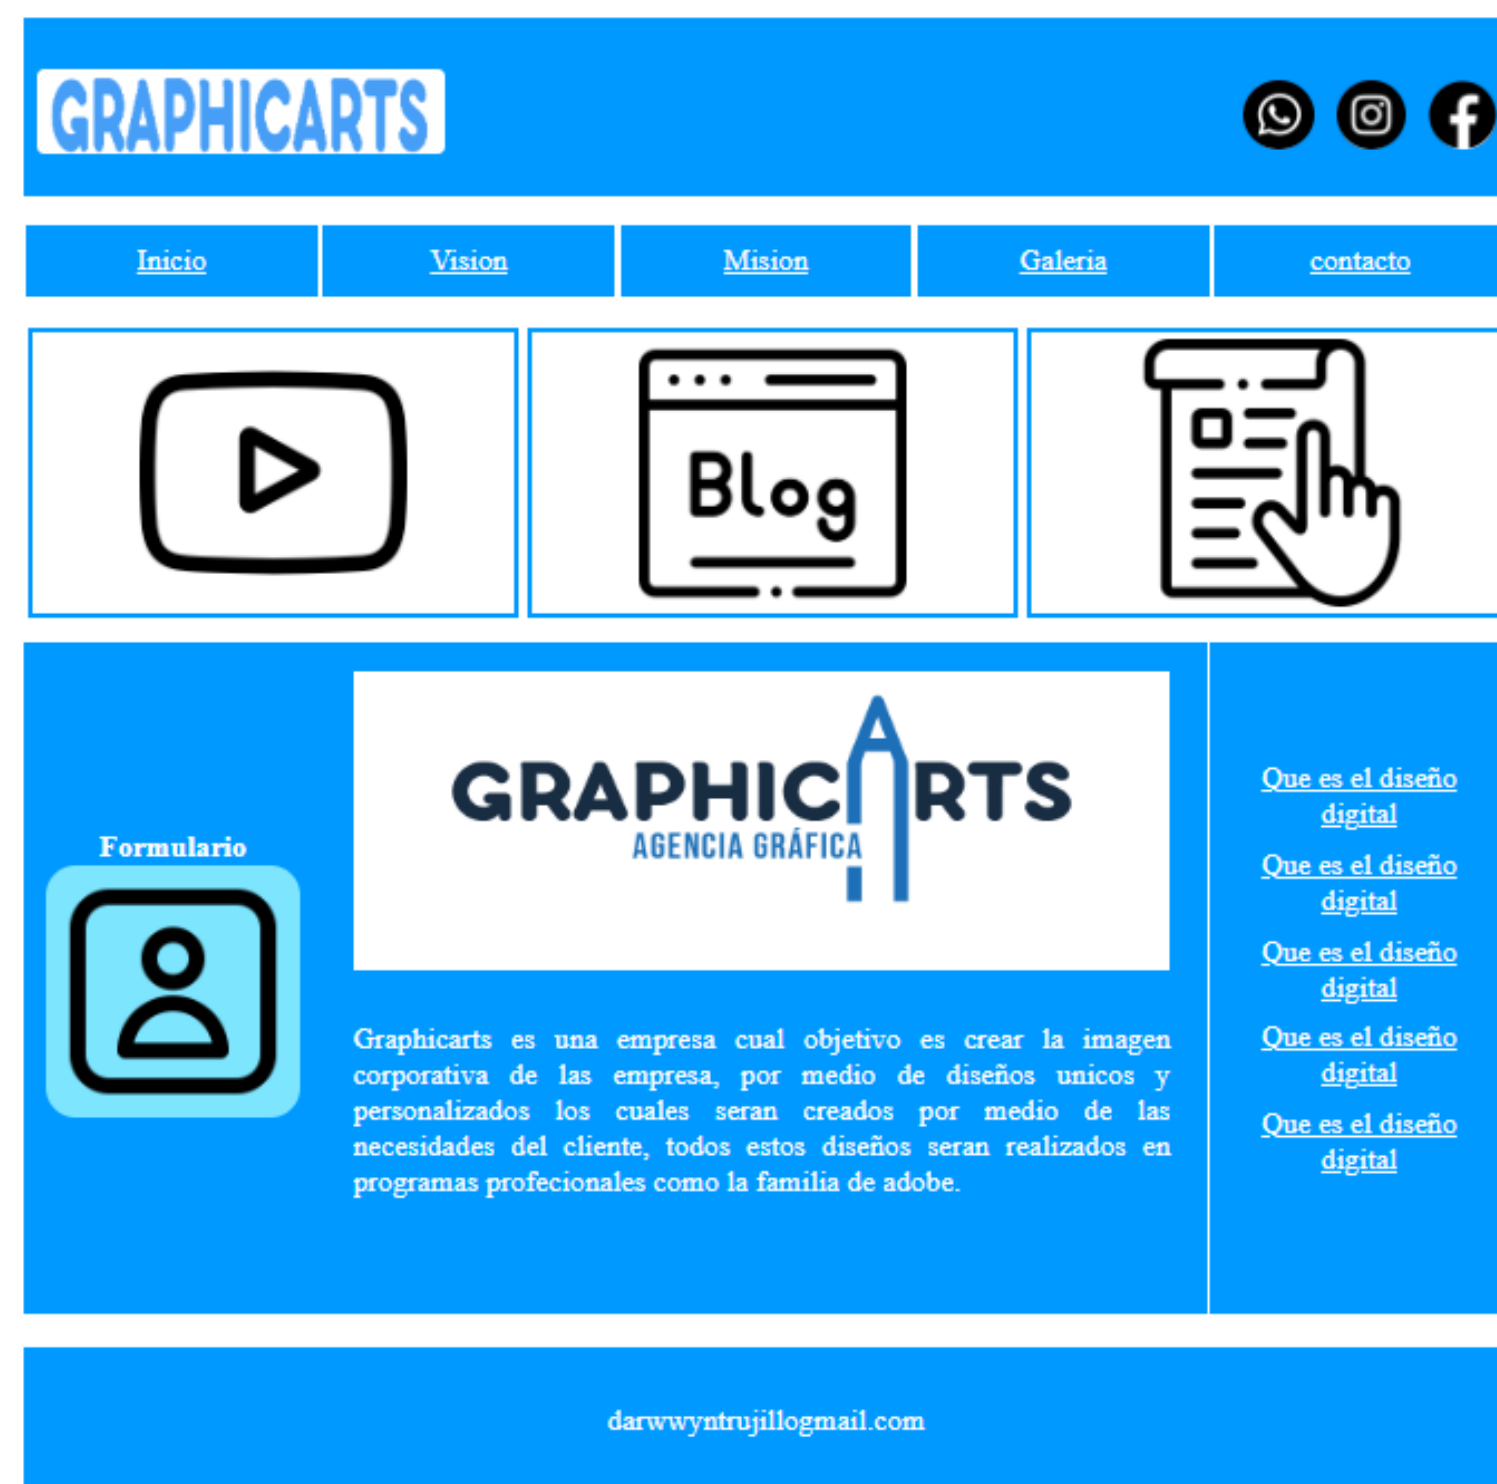 GRAPHICARTS
Inicio
Vision
Mision
Galeria
contacto
Blog
Formulario
GRAPHICARTS
AGENCIA GRÁFICA
Graphicarts es una empresa cual objetivo es crear la imagen
corporativa de las empresa, por medio de diseños unicos y
personalizados los cuales seran creados por medio de las
necesidades del cliente, todos estos diseños seran realizados en
programas profecionales como la familia de adobe.
Que es el diseño
digital
Que es el diseño
digital
Que es el diseño
digital
Que es el diseño
digital
Que es el diseño
digital
darwwyntrujillogmail.com